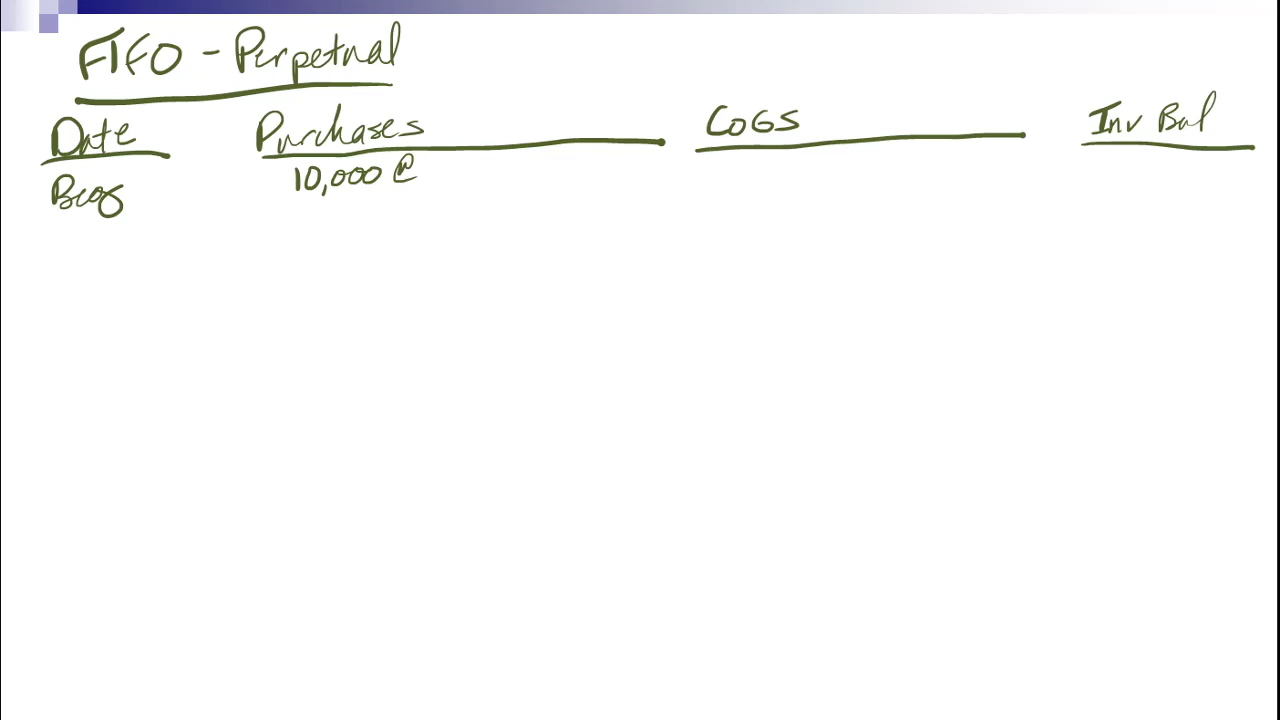 FIFO - Perpetual
Date Purchases COGS Inv Bal
Beg 10,000 @